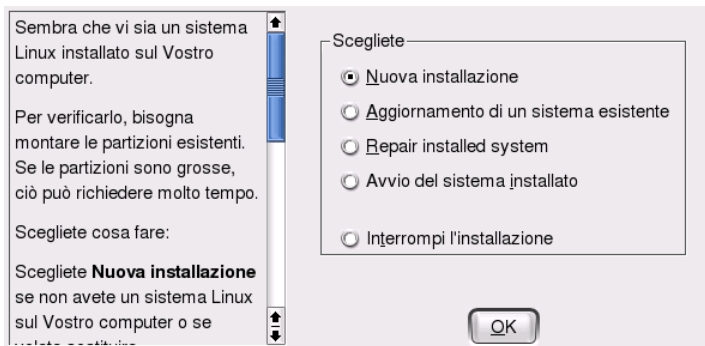 Sembra che vi sia un sistema
Linux installato sul Vostro
computer.
Per verificarlo, bisogna
montare le partizioni esistenti.
Se le partizioni sono grosse,
ciò può richiedere molto tempo.
Scegliete cosa fare:
Scegliete Nuova installazione
se non avete un sistema Linux
sul Vostro computer o se
Scegliete
Nuova installazione
Aggiornamento di un sistema esistente
Repair installed system
Avvio del sistema installato
Interrompi l'installazione
OK